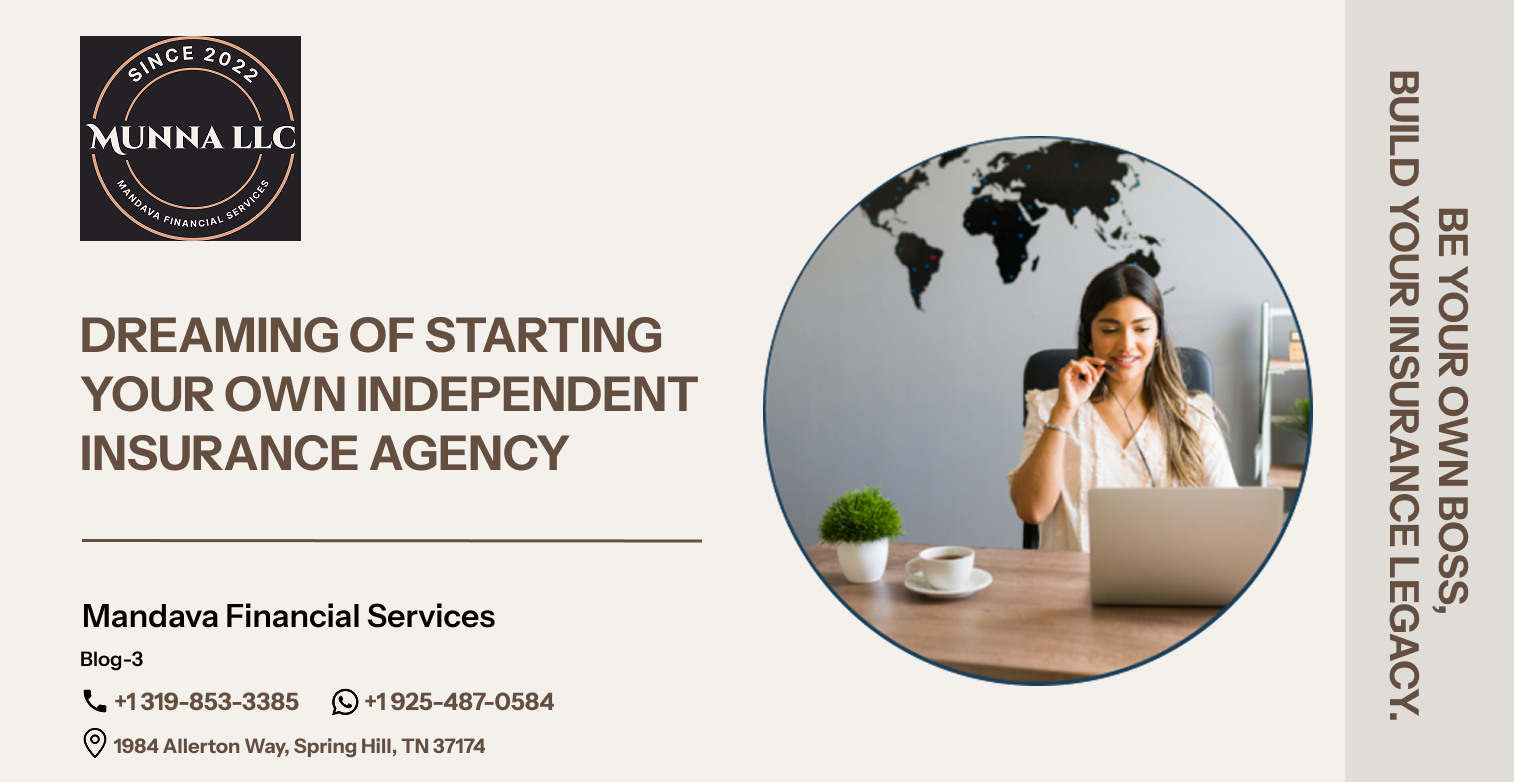 SINCE 2022
MUNNA LLC
MANDAVA FINANCIAL SERVICES
DREAMING OF STARTING
YOUR OWN INDEPENDENT
INSURANCE AGENCY
Mandava Financial Services
Blog-3
+1 319-853-3385
+1 925-487-0584
1984 Allerton Way, Spring Hill, TN 37174
BE YOUR OWN BOSS,
BUILD YOUR INSURANCE LEGACY.